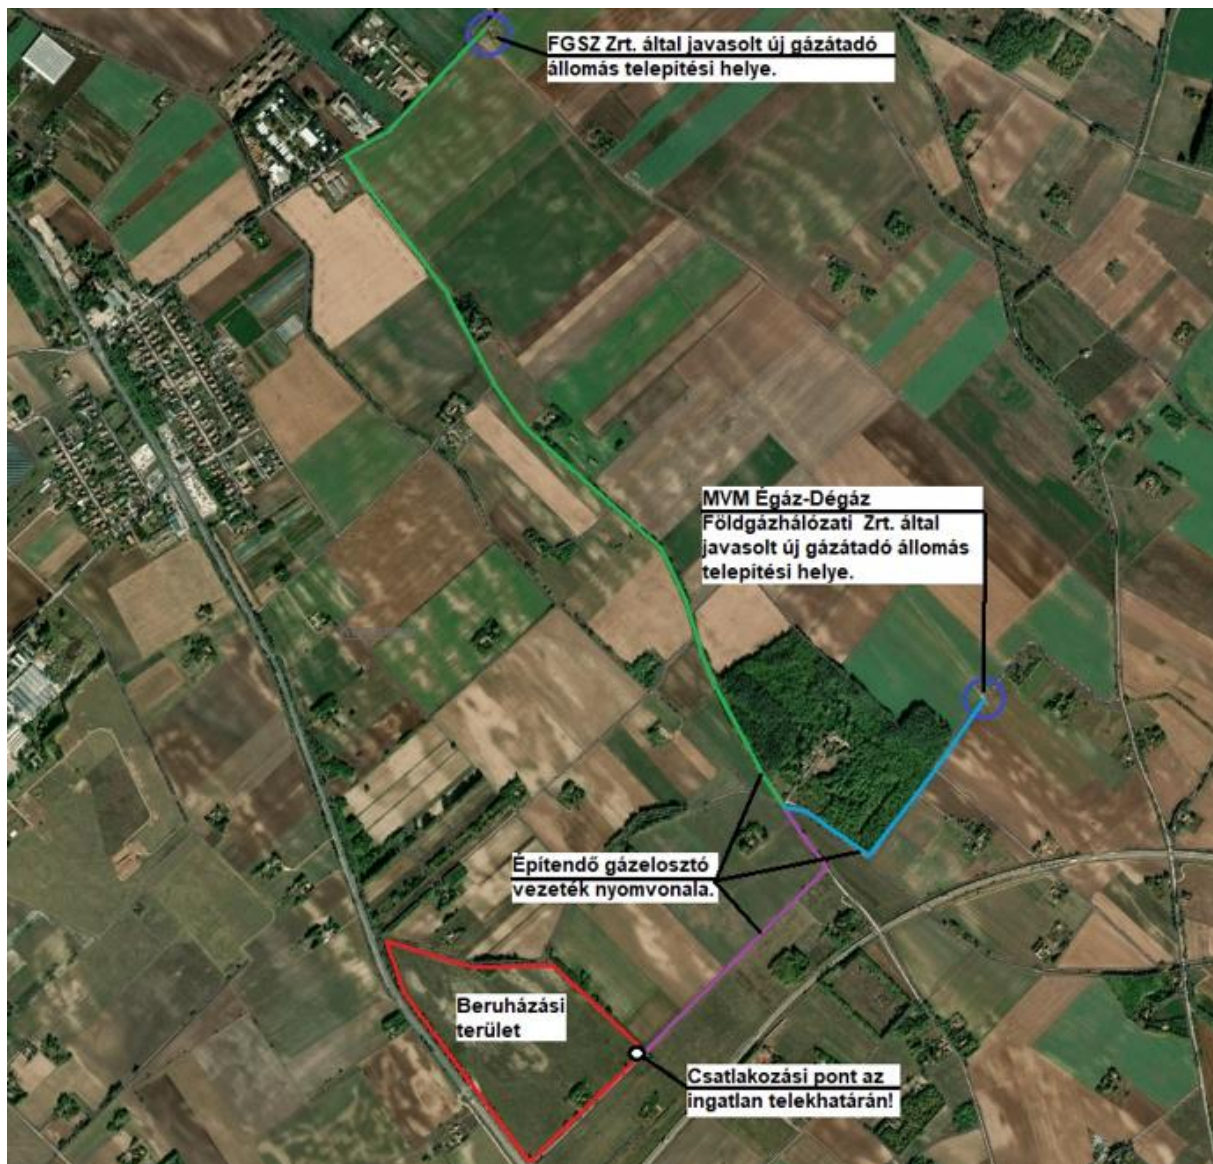 FGSZ Zrt. által javasolt új gázátadó
állomás telepítési helye.
MVM Égáz-Dégáz
Földgázhálózati Zrt. által
javasolt új gázátadó állomás
telepítési helye.
Építendő gázelosztó
vezeték nyomvonala.
Beruházási
terület
Csatlakozási pont az
ingatlan telekhatárán!